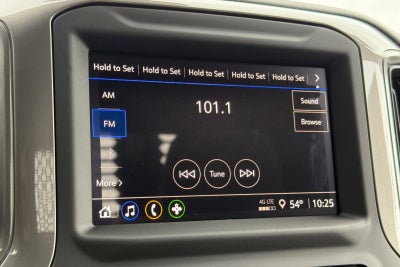 Hold to Set Hold to Set Hold to Set Hold to Set Hold to Set
AM
101.1
Sound
FM
Browse
Tune
More
4G LTE
54° 10:25